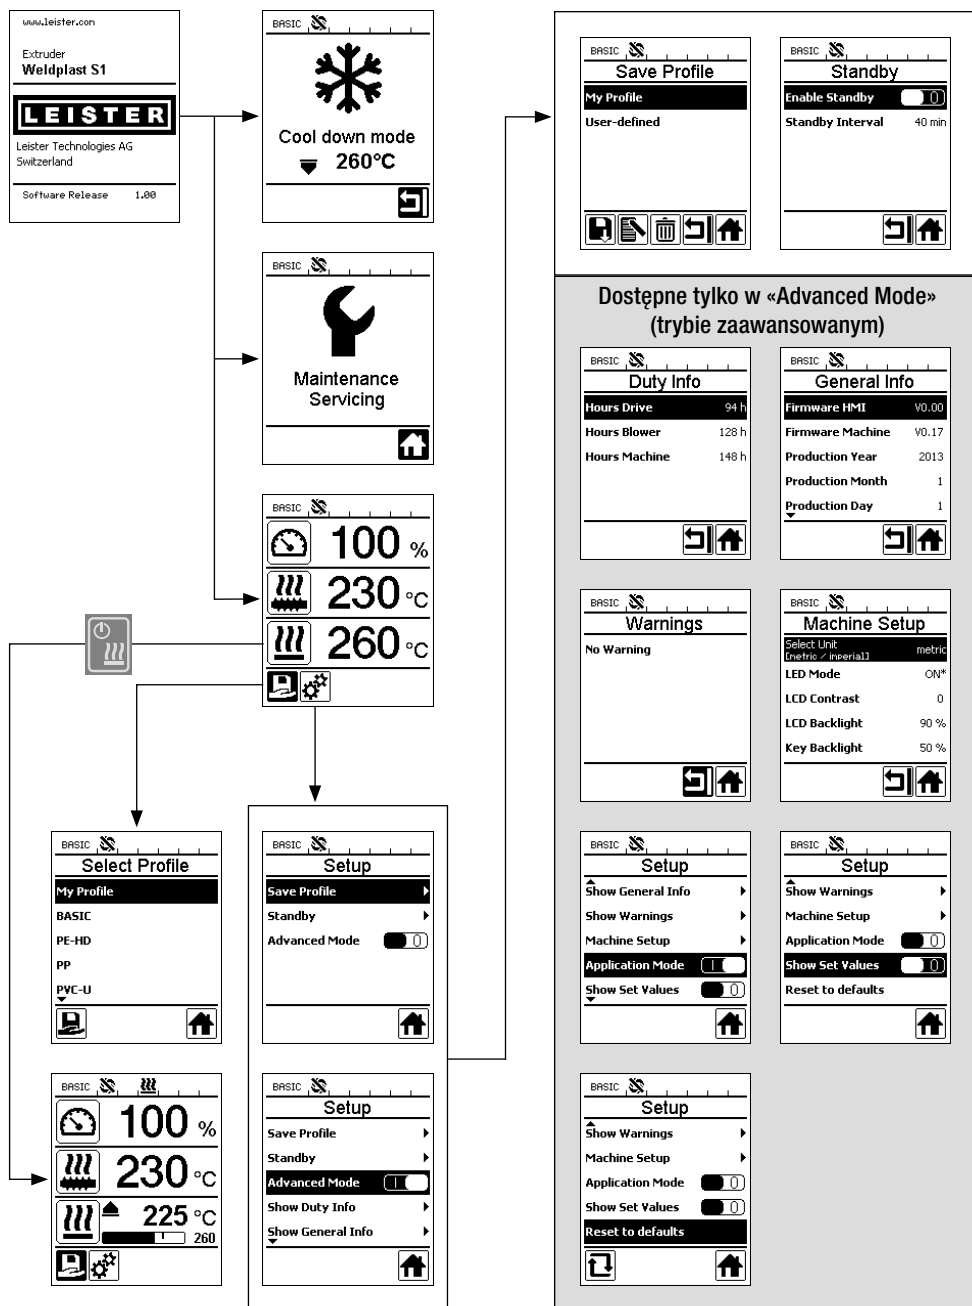 www.leister.com
Extruder
Weldplast S1
LEISTER
Leister Technologies AG
Switzerland
Software Release 1.00
BASIC
Cool down mode
260°C
BASIC
Maintenance
Servicing
BASIC
100 %
230 °C
260 °C
BASIC
Select Profile
My Profile
BASIC
PE-HD
PP
PVC-U
BASIC
100 %
230 °C
225 °C
260
BASIC
Setup
Save Profile
Standby
Advanced Mode 0
BASIC
Setup
Save Profile
Standby
Advanced Mode I
Show Duty Info
Show General Info
BASIC
Save Profile
My Profile
User-defined
BASIC
Standby
Enable Standby 0
Standby Interval 40 min
Dostępne tylko w «Advanced Mode»
(trybie zaawansowanym)
BASIC
Duty Info
Hours Drive 94 h
Hours Blower 128 h
Hours Machine 148 h
BASIC
General Info
Firmware HMI V0.00
Firmware Machine V0.17
Production Year 2013
Production Month 1
Production Day 1
BASIC
Warnings
No Warning
BASIC
Machine Setup
Select Unit
[metric / inperial] metric
LED Mode ON*
LCD Contrast 0
LCD Backlight 90 %
Key Backlight 50 %
BASIC
Setup
Show General Info
Show Warnings
Machine Setup
Application Mode I
Show Set Values 0
BASIC
Setup
Show Warnings
Machine Setup
Application Mode 0
Show Set Values 0
Reset to defaults
BASIC
Setup
Show Warnings
Machine Setup
Application Mode 0
Show Set Values 0
Reset to defaults